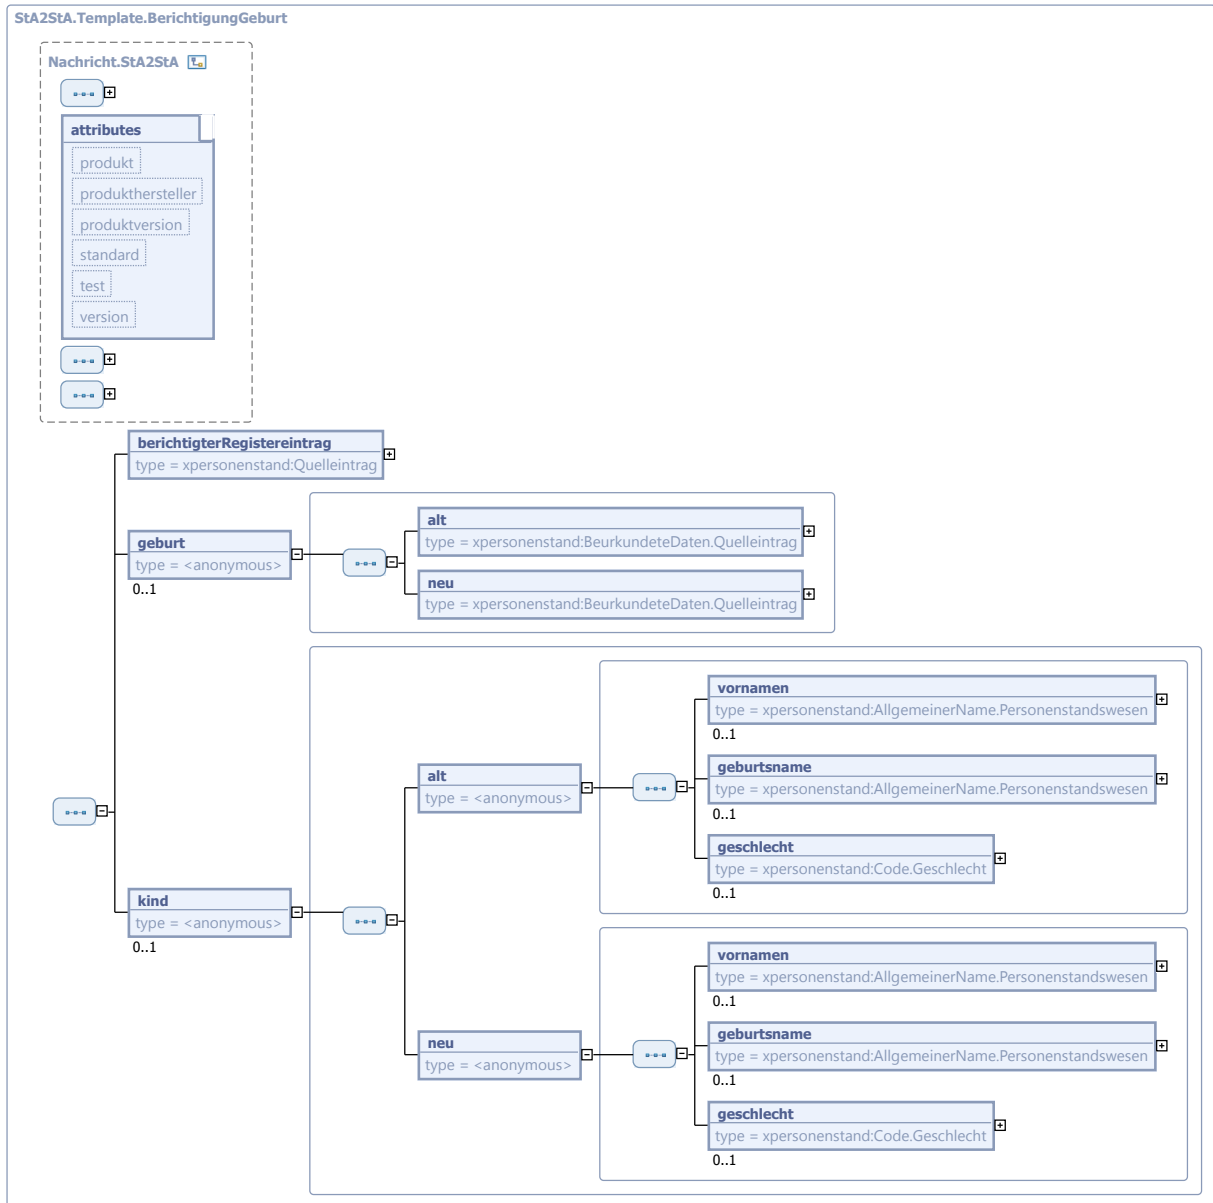 StA2StA.Template.BerichtigungGeburt
Nachricht.StA2StA
attributes
produkt
produkthersteller
produktversion
standard
test
version
berichtigterRegistereintrag
type = xpersonenstand:Quelleintrag
geburt
type = <anonymous>
0..1
alt
type = xpersonenstand:BeurkundeteDaten.Quelleintrag
neu
type = xpersonenstand:BeurkundeteDaten.Quelleintrag
kind
type = <anonymous>
0..1
alt
type = <anonymous>
vornamen
type = xpersonenstand:AllgemeinerName.Personenstandswesen
0..1
geburtsname
type = xpersonenstand:AllgemeinerName.Personenstandswesen
0..1
geschlecht
type = xpersonenstand:Code.Geschlecht
0..1
neu
type = <anonymous>
vornamen
type = xpersonenstand:AllgemeinerName.Personenstandswesen
0..1
geburtsname
type = xpersonenstand:AllgemeinerName.Personenstandswesen
0..1
geschlecht
type = xpersonenstand:Code.Geschlecht
0..1